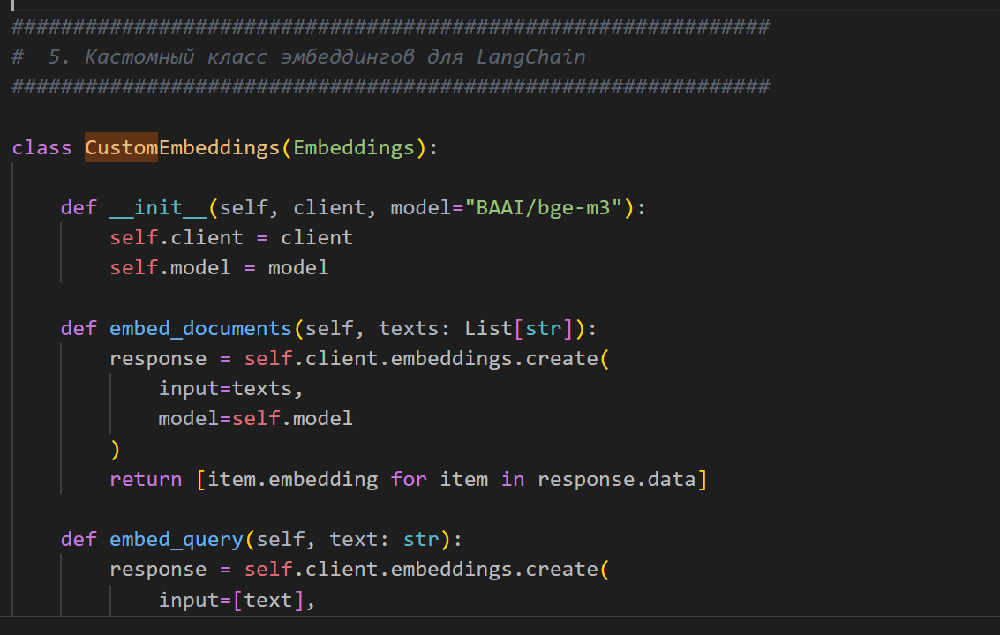 ##############################################################
#  5. Кастомный класс эмбеддингов для LangChain
##############################################################
class CustomEmbeddings(Embeddings):
    def __init__(self, client, model="BAAI/bge-m3"):
        self.client = client
        self.model = model
    def embed_documents(self, texts: List[str]):
        response = self.client.embeddings.create(
            input=texts,
            model=self.model
        )
        return [item.embedding for item in response.data]
    def embed_query(self, text: str):
        response = self.client.embeddings.create(
            input=[text],